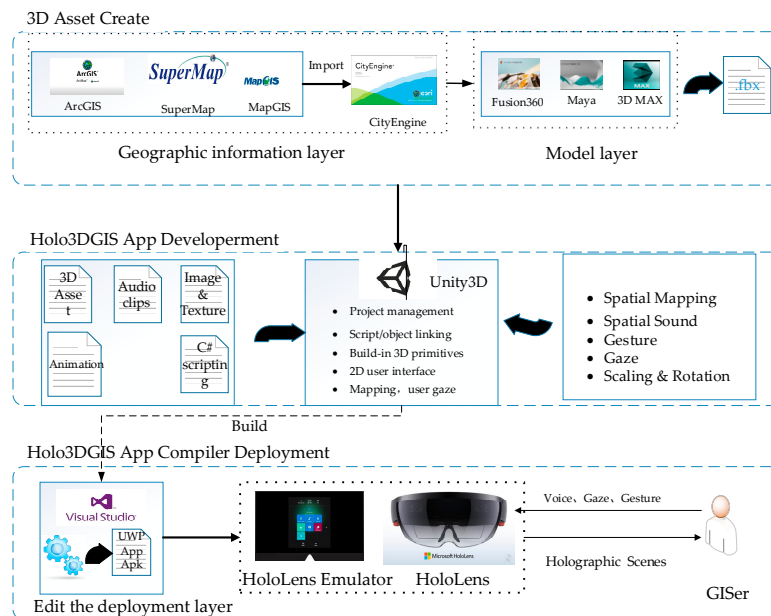 3D Asset Create
ArcGIS
ArcGIS
SuperMap
SuperMap
MapGIS
MapGIS
Import
CityEngine
esri
CityEngine
Geographic information layer
Fusion360
Maya
MAX
3D MAX
Model layer
.fbx
Holo3DGIS App Developerment
3D
Asse
t
Audio
clips
Image
&
Texture
Animation
C#
scripting
Unity3D
Project management
Script/object linking
Build-in 3D primitives
2D user interface
Mapping，user gaze
Spatial Mapping
Spatial Sound
Gesture
Gaze
Scaling & Rotation
Build
Holo3DGIS App Compiler Deployment
Visual Studio
UWP
App
Apk
Edit the deployment layer
HoloLens Emulator
Microsoft HoloLens
HoloLens
Voice、Gaze、Gesture
Holographic Scenes
GISer